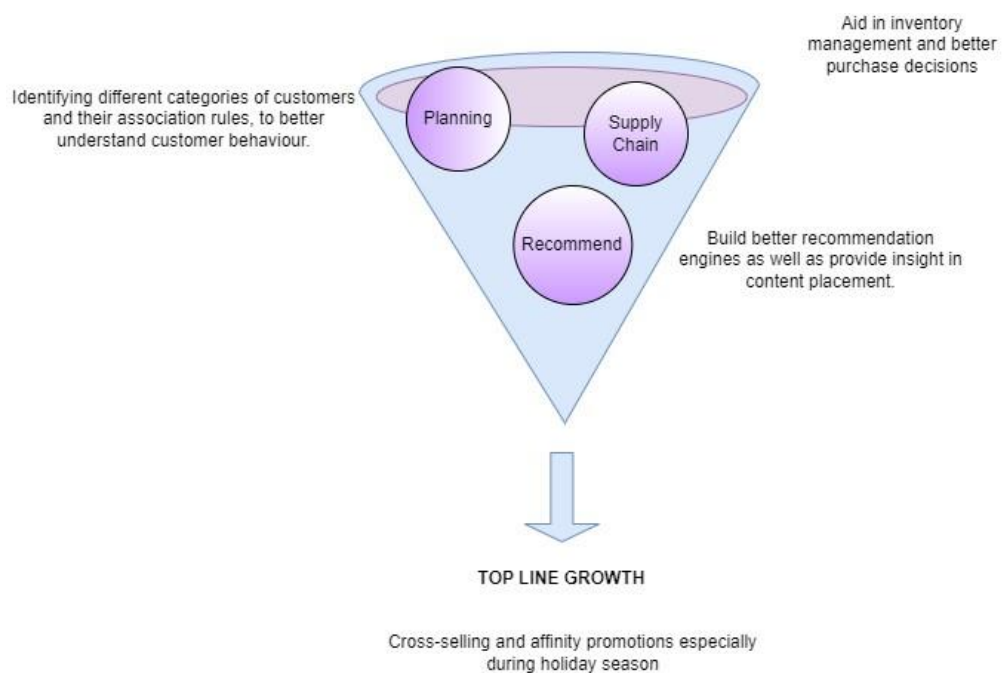 Aid in inventory
management and better
purchase decisions
Identifying different categories of customers
and their association rules, to better
understand customer behaviour.
Planning
Supply
Chain
Recommend
Build better recommendation
engines as well as provide insight in
content placement.
TOP LINE GROWTH
Cross-selling and affinity promotions especially
during holiday season